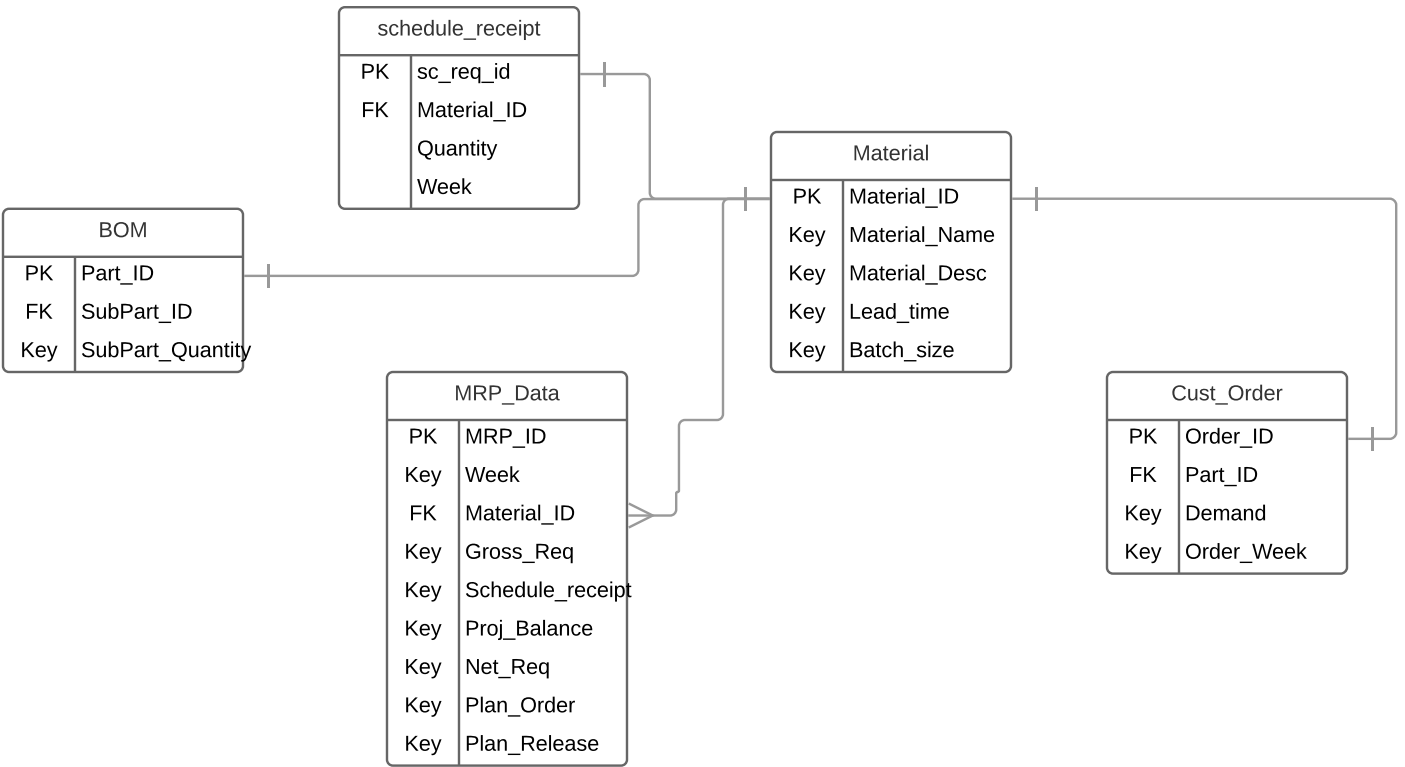 schedule_receipt
PK sc_req_id
FK Material_ID
Quantity
Week
BOM
PK Part_ID
FK SubPart_ID
Key SubPart_Quantity
Material
PK Material_ID
Key Material_Name
Key Material_Desc
Key Lead_time
Key Batch_size
MRP_Data
PK MRP_ID
Key Week
FK Material_ID
Key Gross_Req
Key Schedule_receipt
Key Proj_Balance
Key Net_Req
Key Plan_Order
Key Plan_Release
Cust_Order
PK Order_ID
FK Part_ID
Key Demand
Key Order_Week